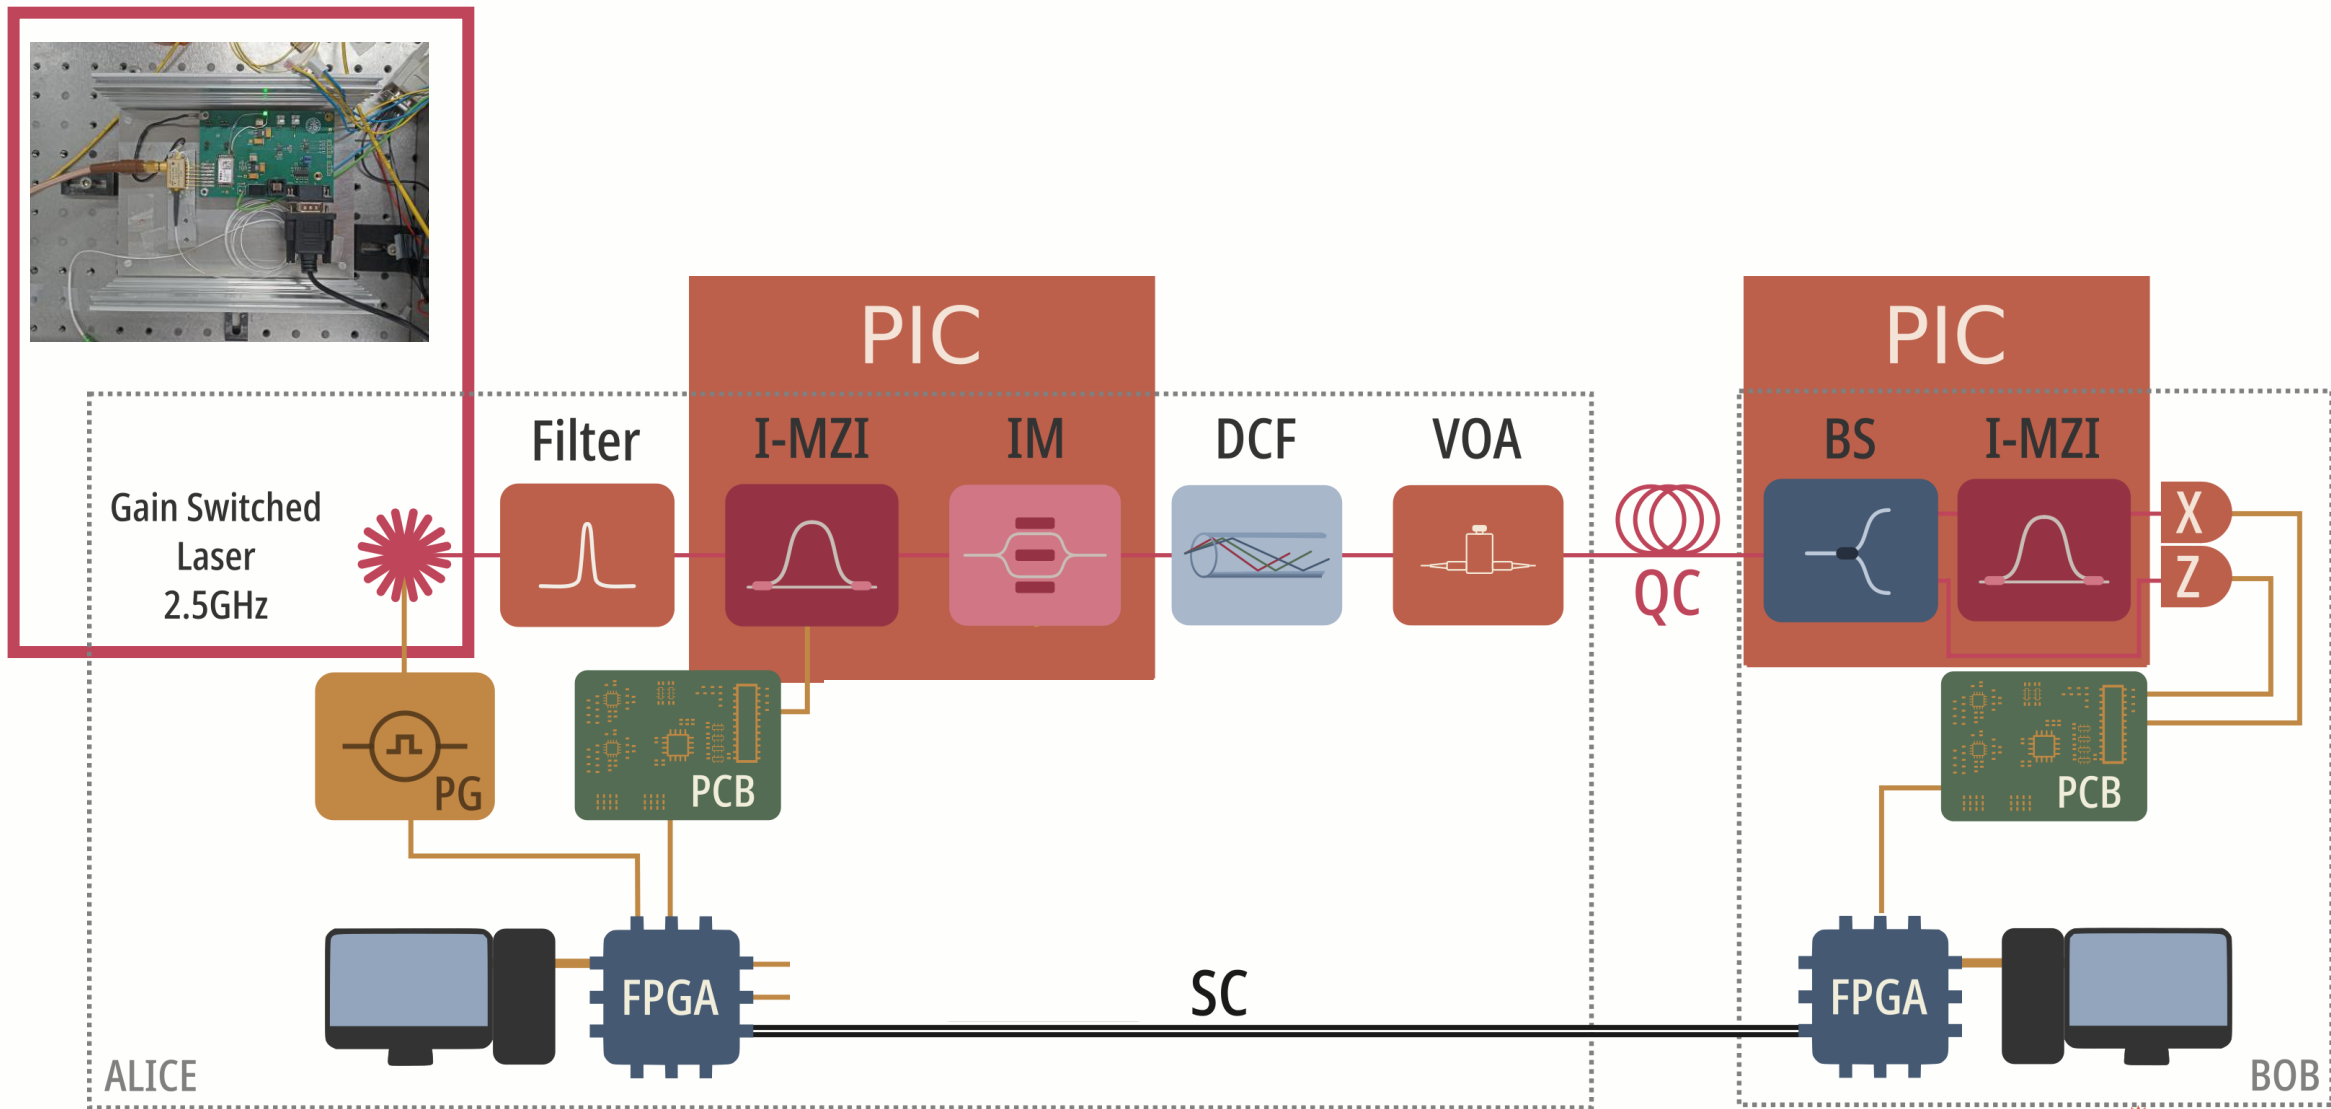 PIC
PIC
Filter
I-MZI
IM
DCF
VOA
BS
I-MZI
Gain Switched
Laser
2.5GHz
X
Z
QC
PG
PCB
PCB
FPGA
SC
FPGA
ALICE
BOB